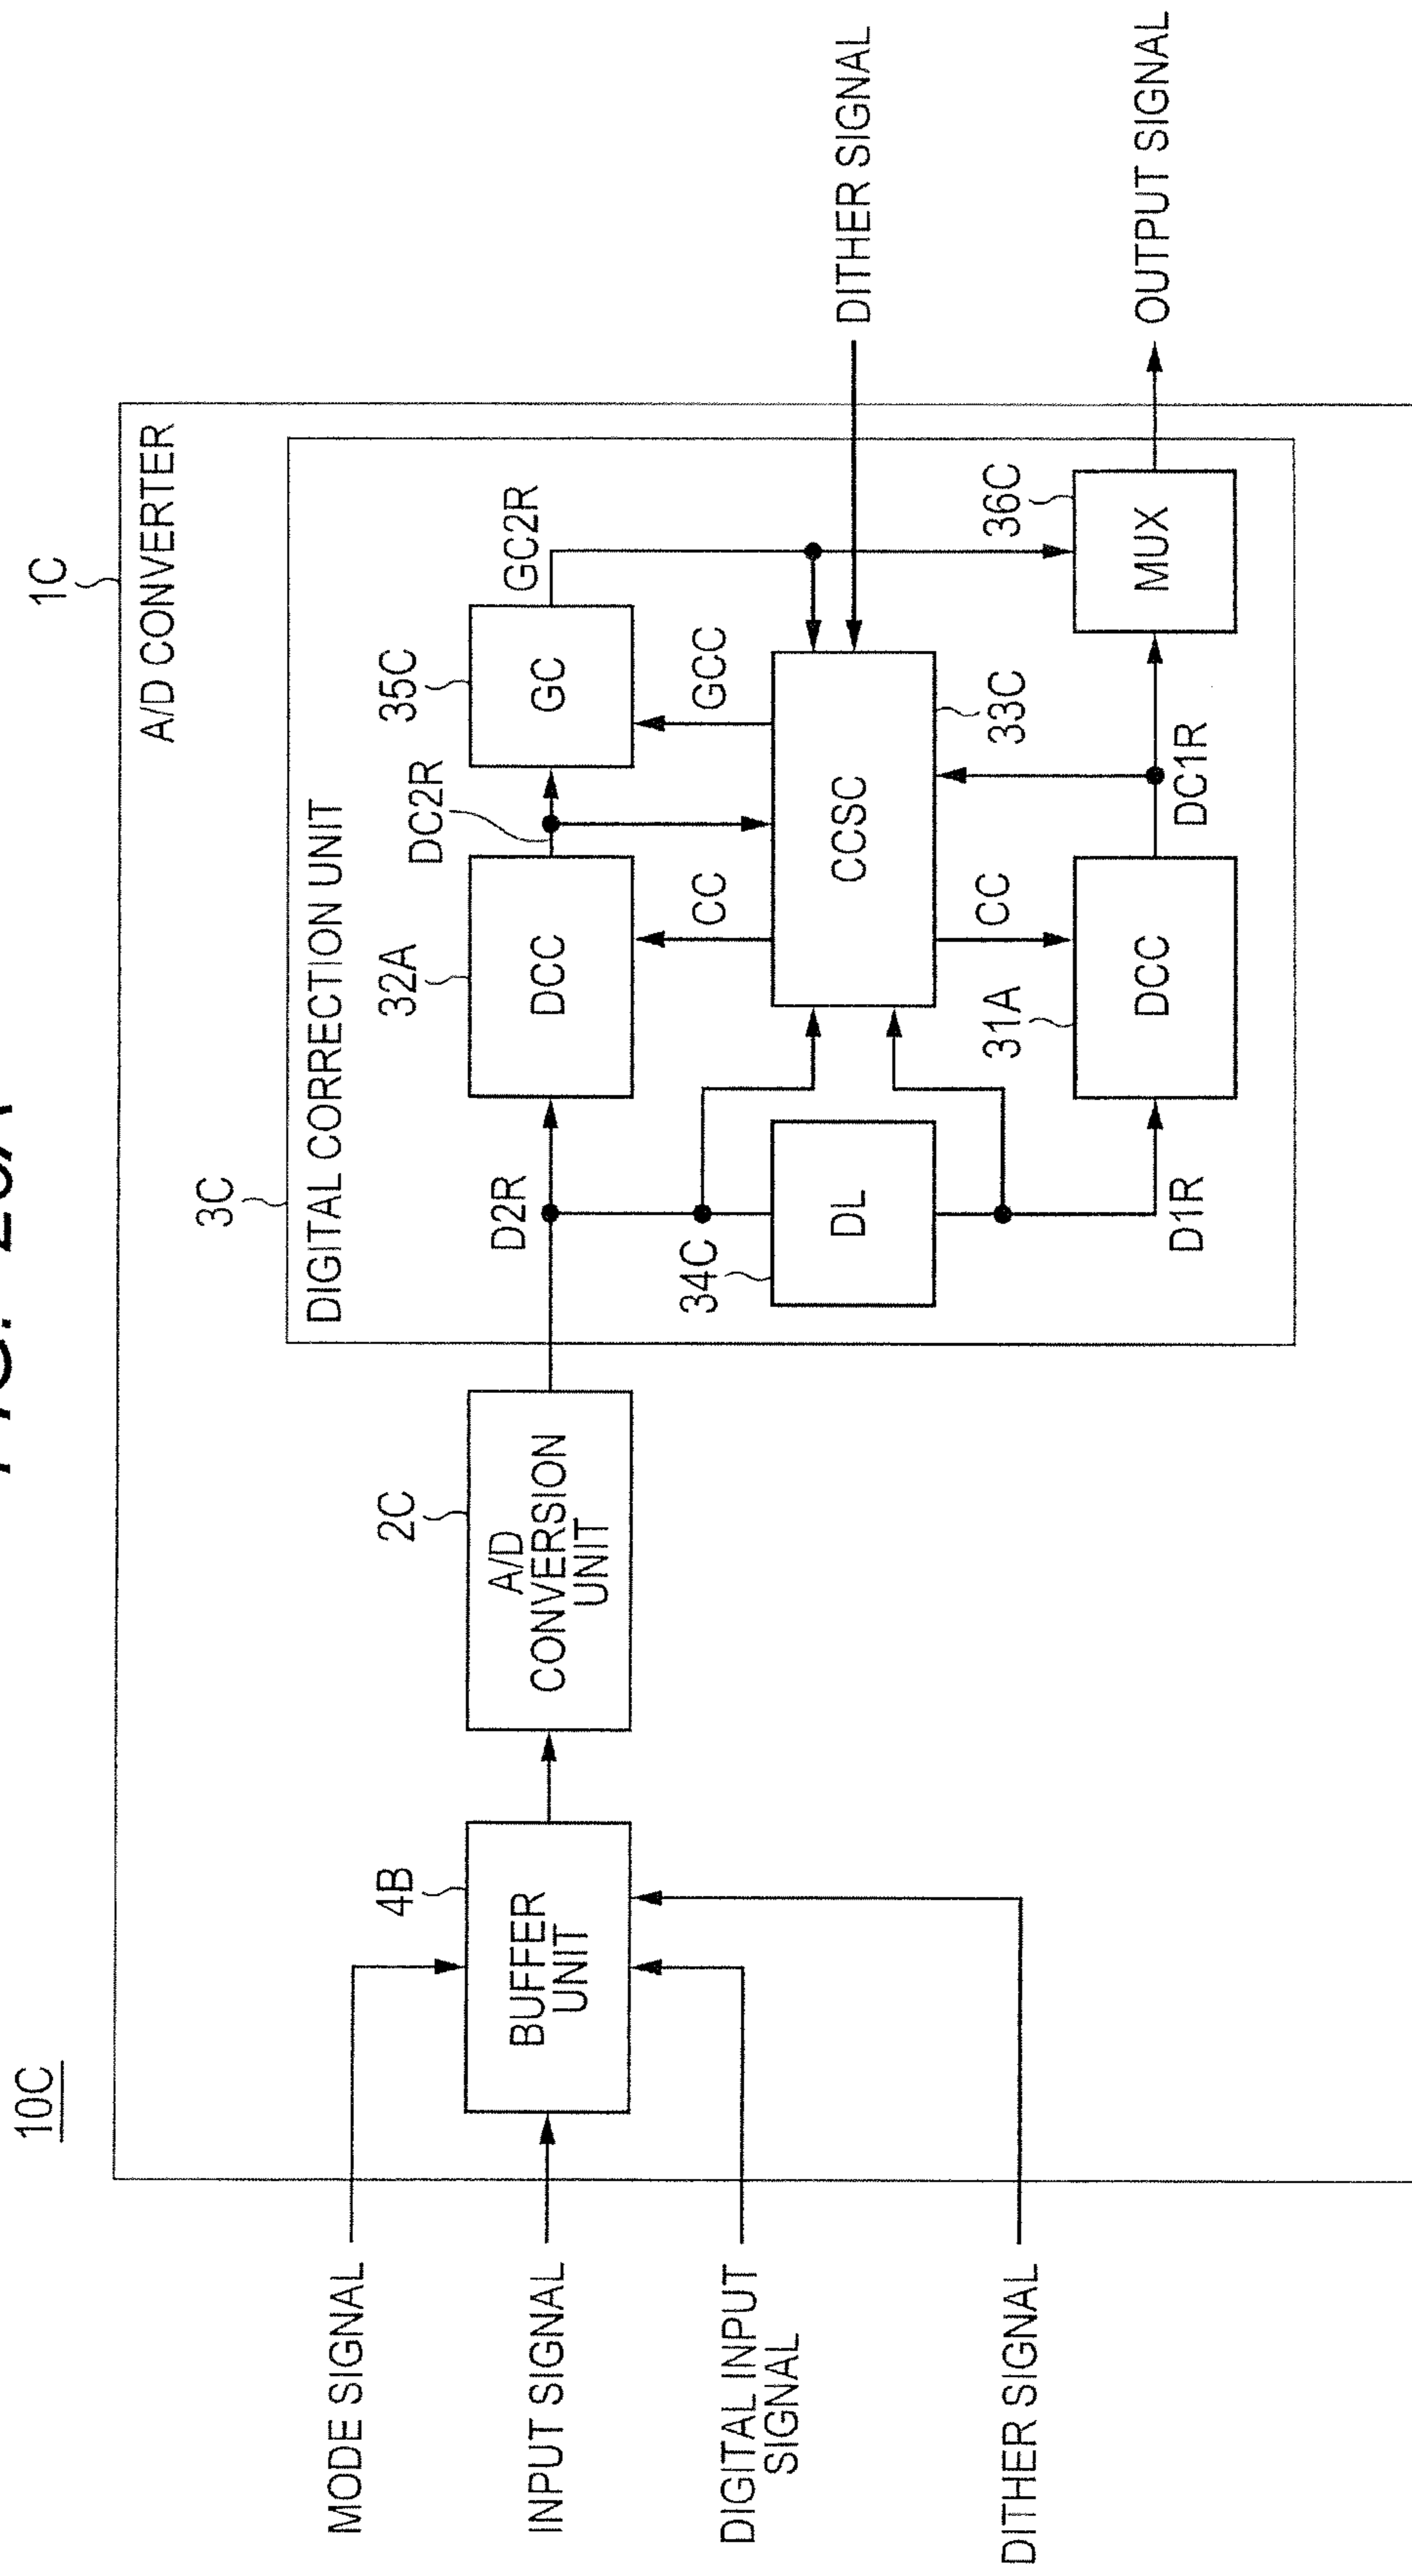 10C
1C
A/D CONVERTER
3C
DIGITAL CORRECTION UNIT
MODE SIGNAL
INPUT SIGNAL
DIGITAL INPUT
SIGNAL
DITHER SIGNAL
4B
BUFFER
UNIT
2C
A/D
CONVERSION
UNIT
D2R
32A
DCC
DC2R
35C
GC
GC2R
CC
GCC
34C
DL
CCSC
33C
DITHER SIGNAL
CC
D1R
31A
DCC
DC1R
36C
MUX
OUTPUT SIGNAL